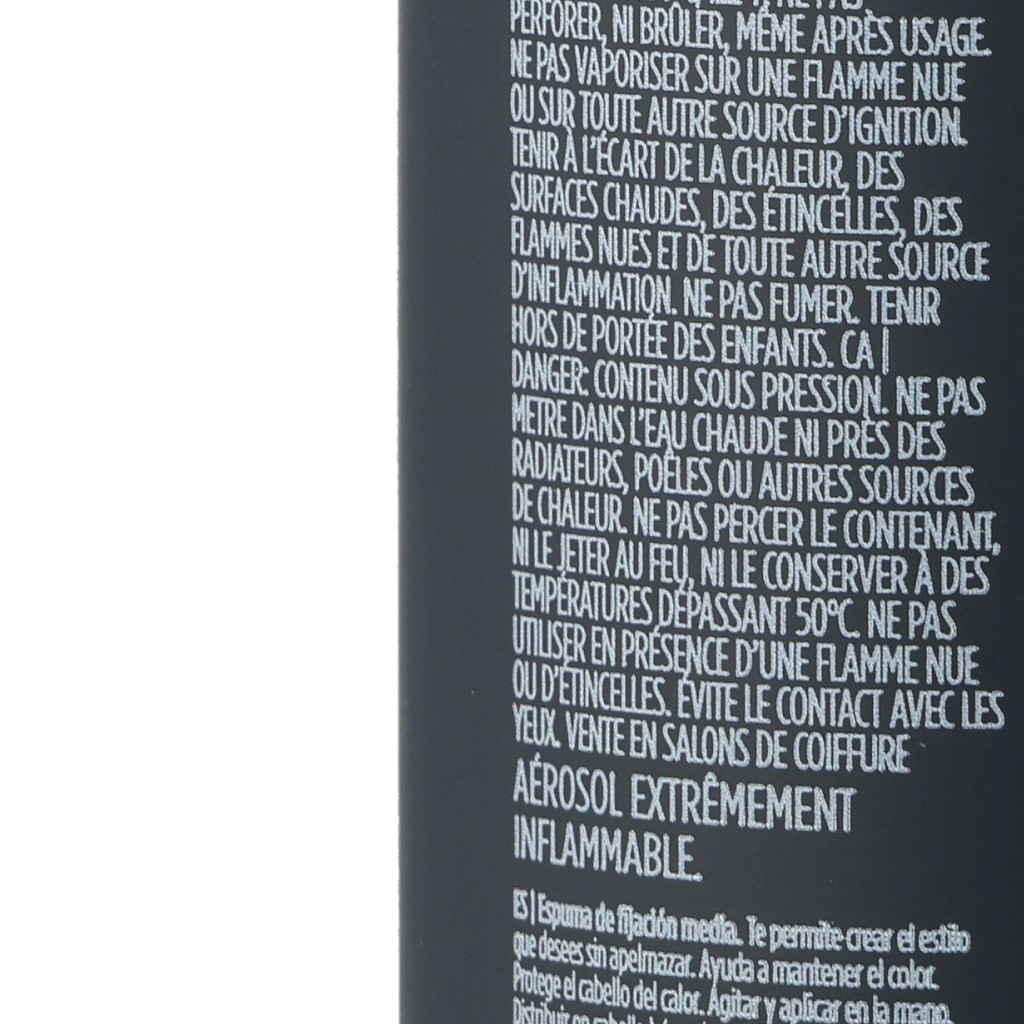 NE PAS
PERFORER, NI BRÛLER, MÊME APRÈS USAGE.
NE PAS VAPORISER SUR UNE FLAMME NUE
OU SUR TOUTE AUTRE SOURCE D'IGNITION.
TENIR À L'ÉCART DE LA CHALEUR, DES
SURFACES CHAUDES, DES ÉTINCELLES, DES
FLAMMES NUES ET DE TOUTE AUTRE SOURCE
D'INFLAMMATION. NE PAS FUMER. TENIR
HORS DE PORTÉE DES ENFANTS. CA |
DANGER: CONTENU SOUS PRESSION. NE PAS
METRE DANS L'EAU CHAUDE NI PRÈS DES
RADIATEURS, POÊLES OU AUTRES SOURCES
DE CHALEUR. NE PAS PERCER LE CONTENANT,
NI LE JETER AU FEU, NI LE CONSERVER À DES
TEMPÉRATURES DÉPASSANT 50°C. NE PAS
UTILISER EN PRÉSENCE D'UNE FLAMME NUE
OU D'ÉTINCELLES. ÉVITE LE CONTACT AVEC LES
YEUX. VENTE EN SALONS DE COIFFURE
AÉROSOL EXTRÊMEMENT
INFLAMMABLE.
ES | Espuma de fijación media. Te permite crear el estilo
que desees sin apelmazar. Ayuda a mantener el color.
Protege el cabello del calor. Agitar y aplicar en la mano.
Distribuir en cabello